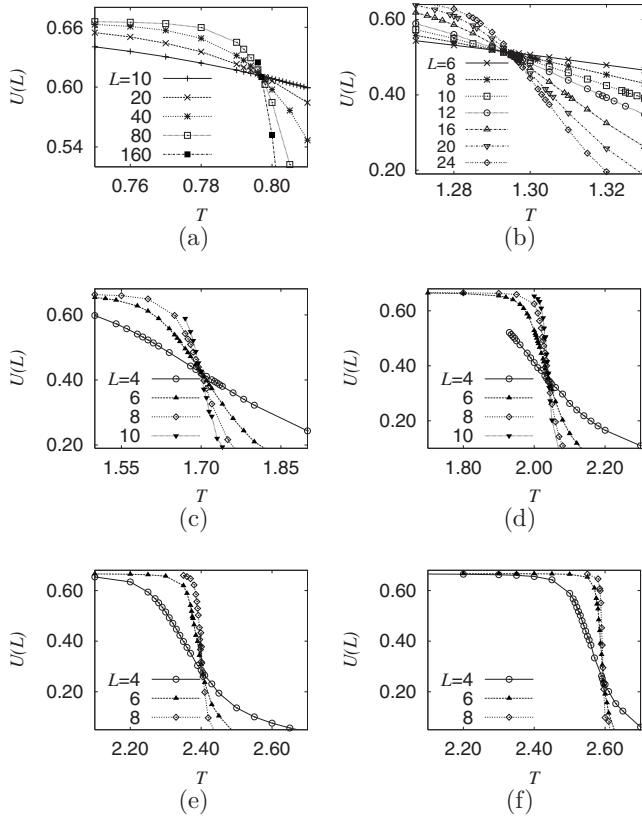 0.66
0.60
0.54
U(L)
L=10
20
40
80
160
0.76 0.78 0.80
T
(a)
0.60
0.40
0.20
U(L)
L=6
8
10
12
16
20
24
1.28 1.30 1.32
T
(b)
0.60
0.40
0.20
U(L)
L=4
6
8
10
1.55 1.70 1.85
T
(c)
0.60
0.40
0.20
U(L)
L=4
6
8
10
1.80 2.00 2.20
T
(d)
0.60
0.40
0.20
U(L)
L=4
6
8
2.20 2.40 2.60
T
(e)
0.60
0.40
0.20
U(L)
L=4
6
8
2.20 2.40 2.60
T
(f)